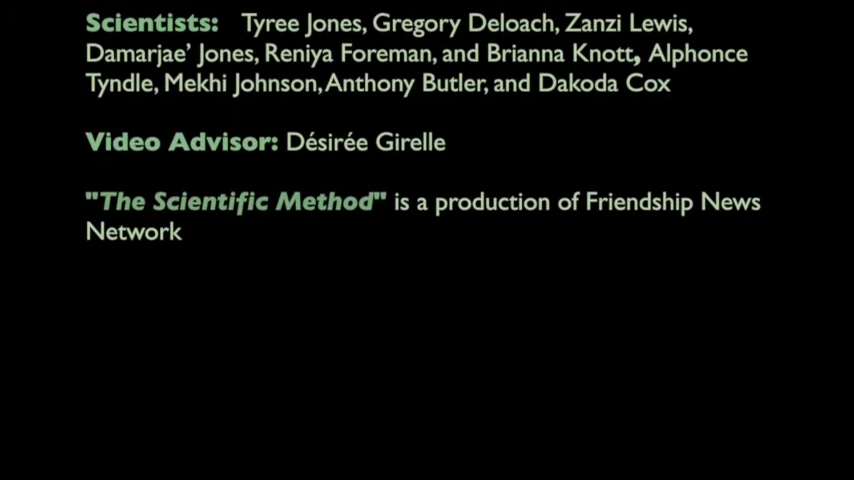 Scientists: Tyree Jones, Gregory Deloach, Zanzi Lewis,
Damarjae’ Jones, Reniya Foreman, and Brianna Knott, Alphonce
Tyndle, Mekhi Johnson, Anthony Butler, and Dakoda Cox
Video Advisor: Désirée Girelle
"The Scientific Method" is a production of Friendship News
Network